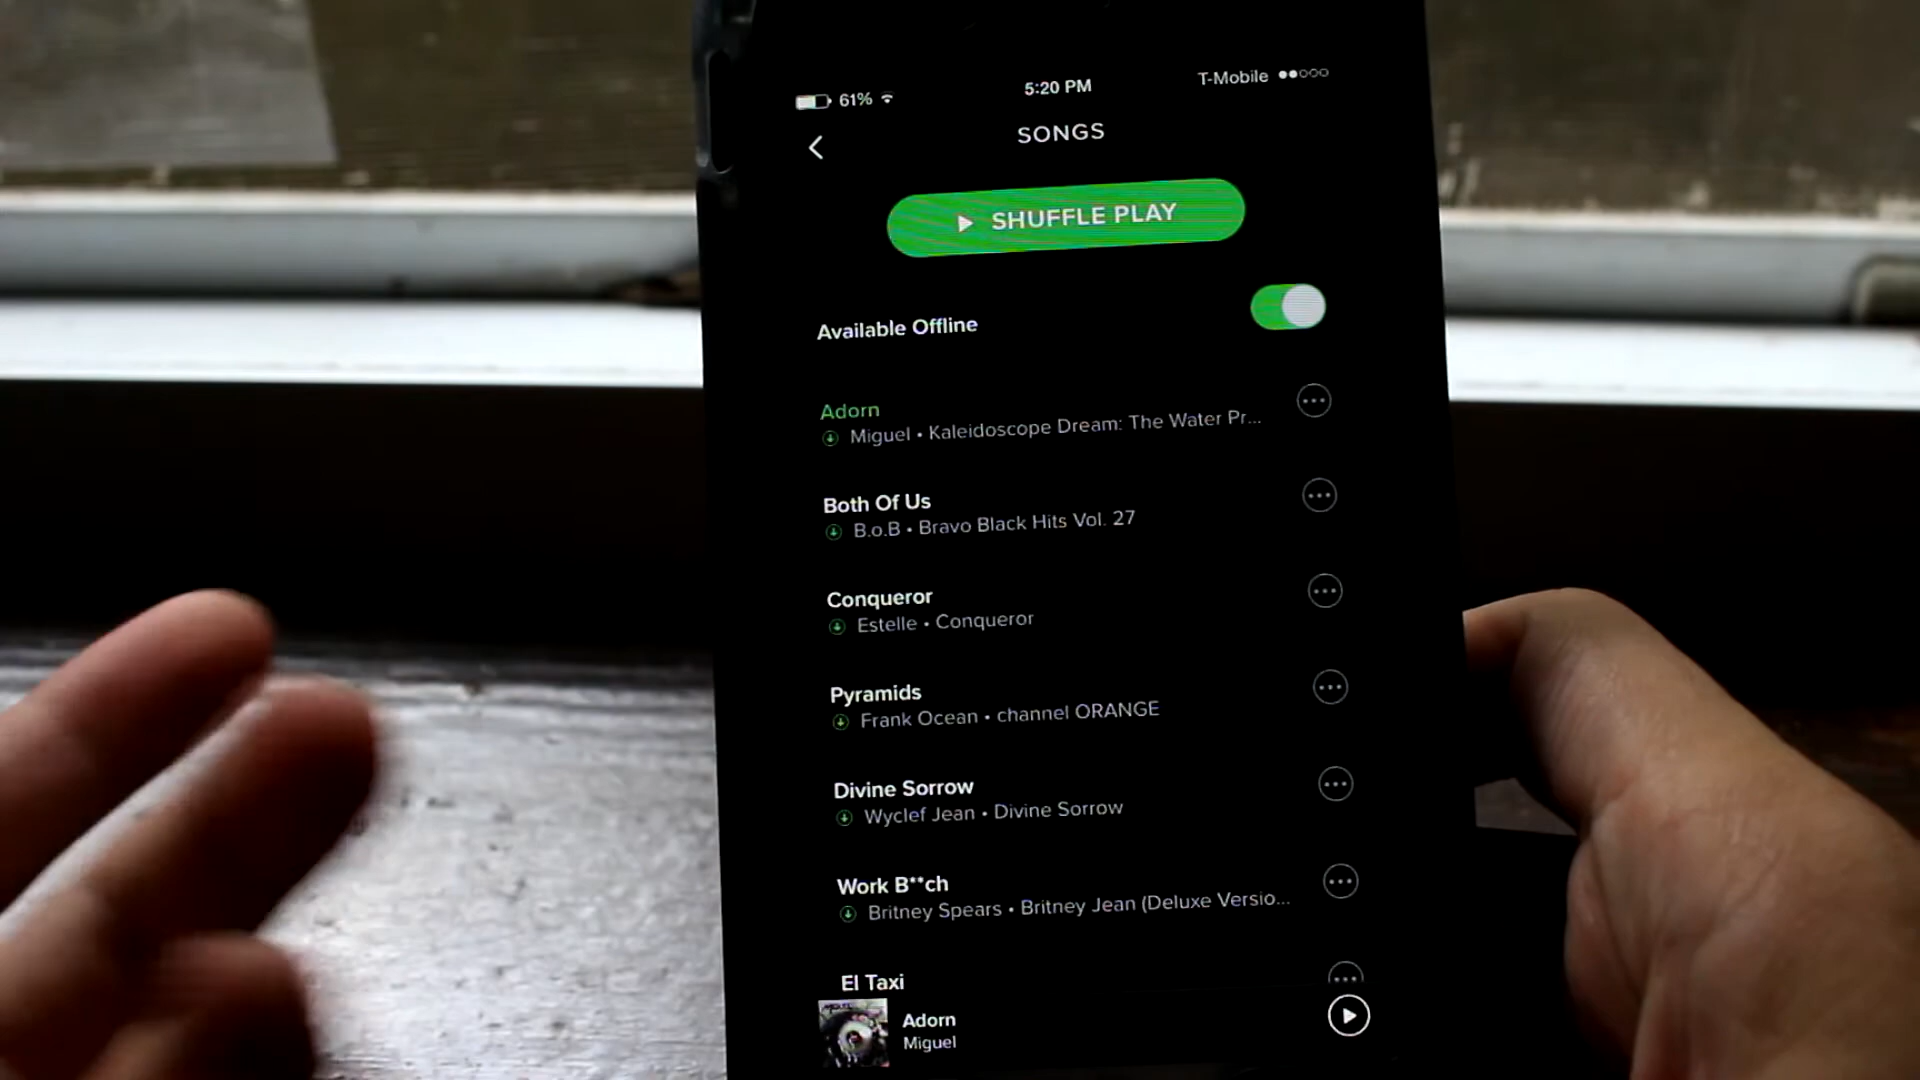 61% 5:20 PM T-Mobile
SONGS
SHUFFLE PLAY
Available Offline
Adorn
Miguel • Kaleidoscope Dream: The Water Pr...
Both Of Us
B.o.B • Bravo Black Hits Vol. 27
Conqueror
Estelle • Conqueror
Pyramids
Frank Ocean • channel ORANGE
Divine Sorrow
Wyclef Jean • Divine Sorrow
Work B**ch
Britney Spears • Britney Jean (Deluxe Versio...
El Taxi
Adorn
Miguel